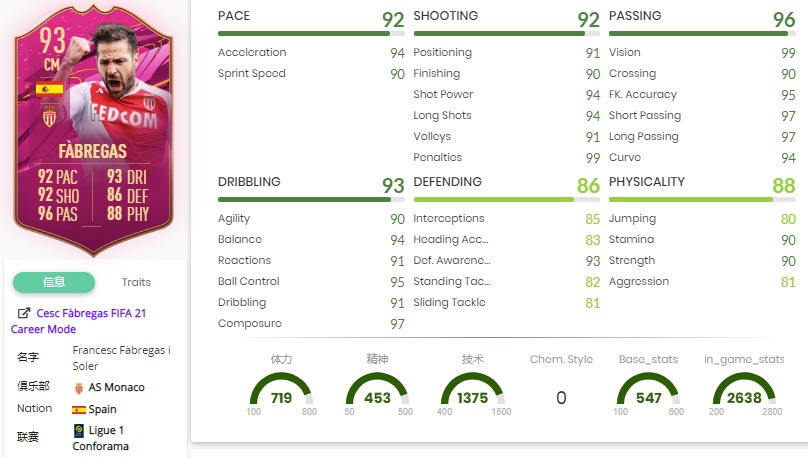 93
CM
FEDCOM
FÀBREGAS
92 PAC 93 DRI
92 SHO 86 DEF
96 PAS 88 PHY
信息 Traits
Cesc Fàbregas FIFA 21
Career Mode
名字 Francesc Fàbregas i
Soler
俱乐部 AS Monaco
Nation Spain
联赛 Ligue 1
Conforama
PACE 92
Acceleration 94
Sprint Speed 90
SHOOTING 92
Positioning 91
Finishing 90
Shot Power 94
Long Shots 94
Volleys 91
Penalties 99
PASSING 96
Vision 99
Crossing 90
FK. Accuracy 95
Short Passing 97
Long Passing 97
Curve 94
DRIBBLING 93
Agility 90
Balance 94
Reactions 91
Ball Control 95
Dribbling 91
Composure 97
DEFENDING 86
Interceptions 85
Heading Acc... 83
Def. Awarene... 93
Standing Tac... 82
Sliding Tackle 81
PHYSICALITY 88
Jumping 80
Stamina 90
Strength 90
Aggression 81
体力 精神 技术 Chem. Style Base_stats In_game_stats
719 453 1375 0 547 2638
100 800 50 500 400 1500 100 600 200 2800